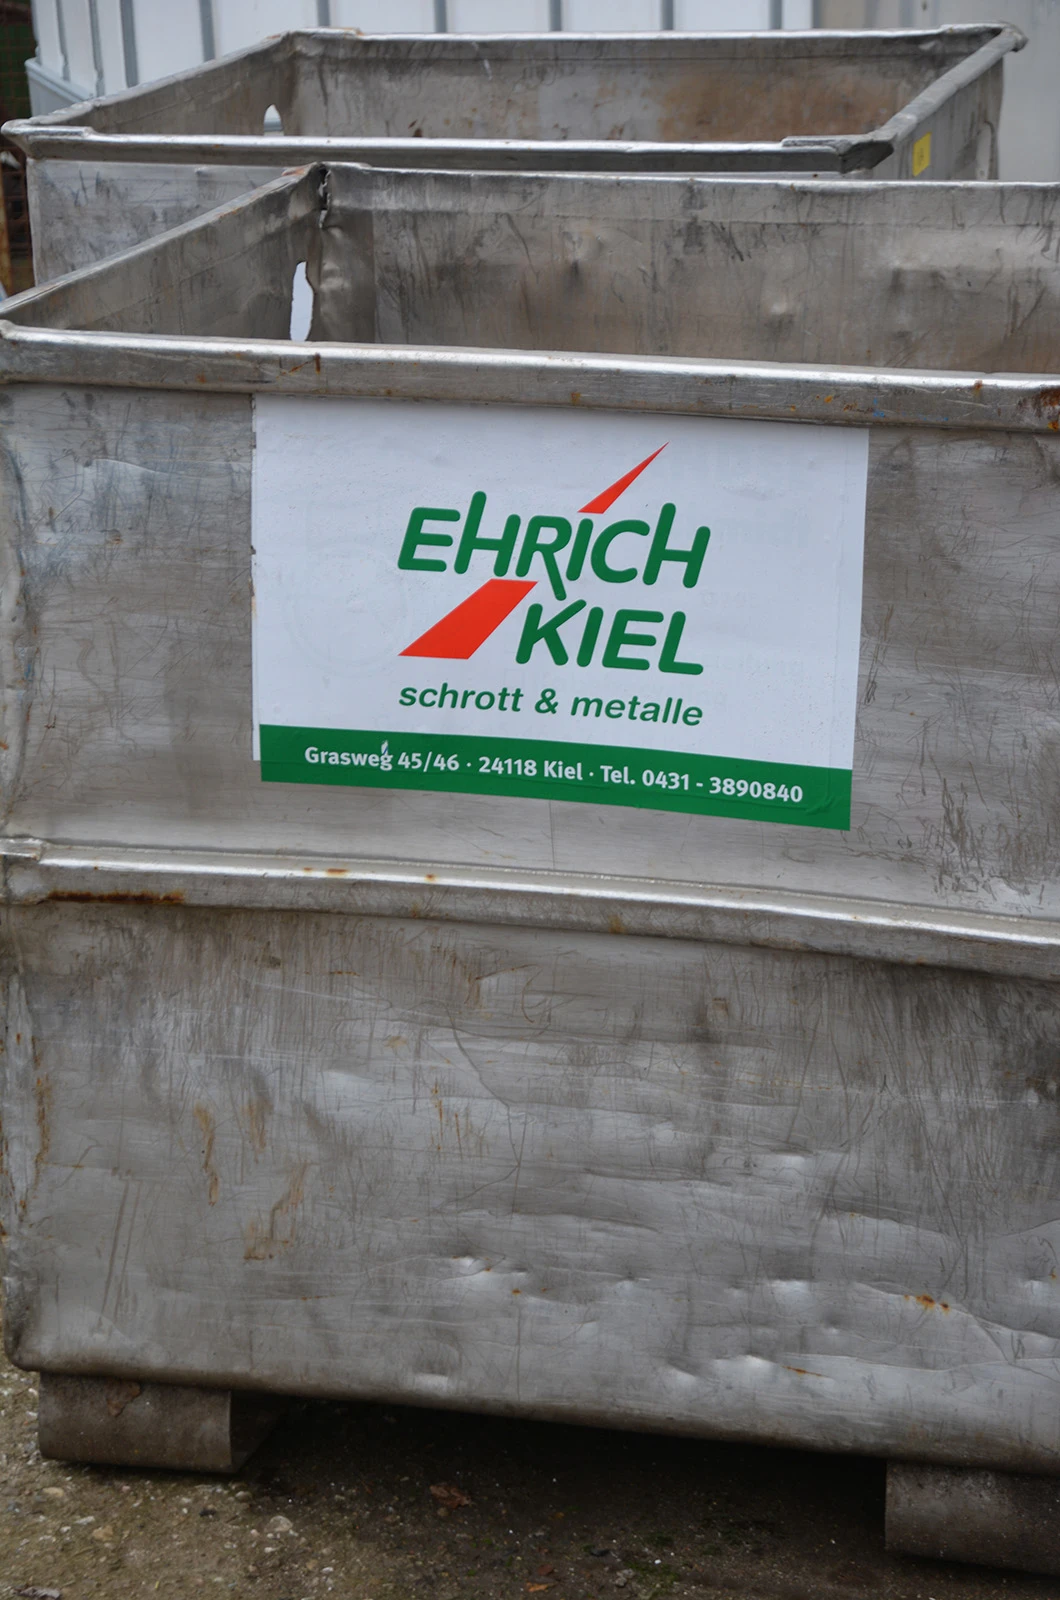 EHRICH
KIEL
schrott & metalle
Grasweg 45/46 · 24118 Kiel · Tel. 0431 - 3890840